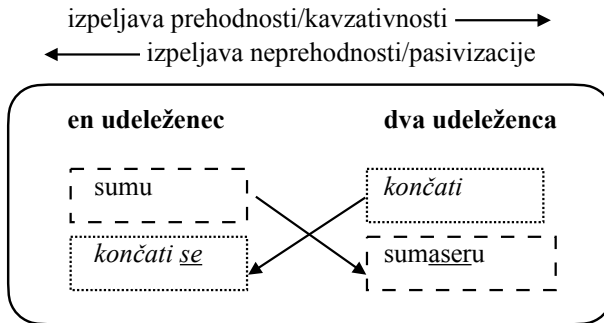 izpeljava prehodnosti/kavzativnosti
izpeljava neprehodnosti/pasivizacije
en udeleženec dva udeleženca
sumu končati
končati se sumaseru